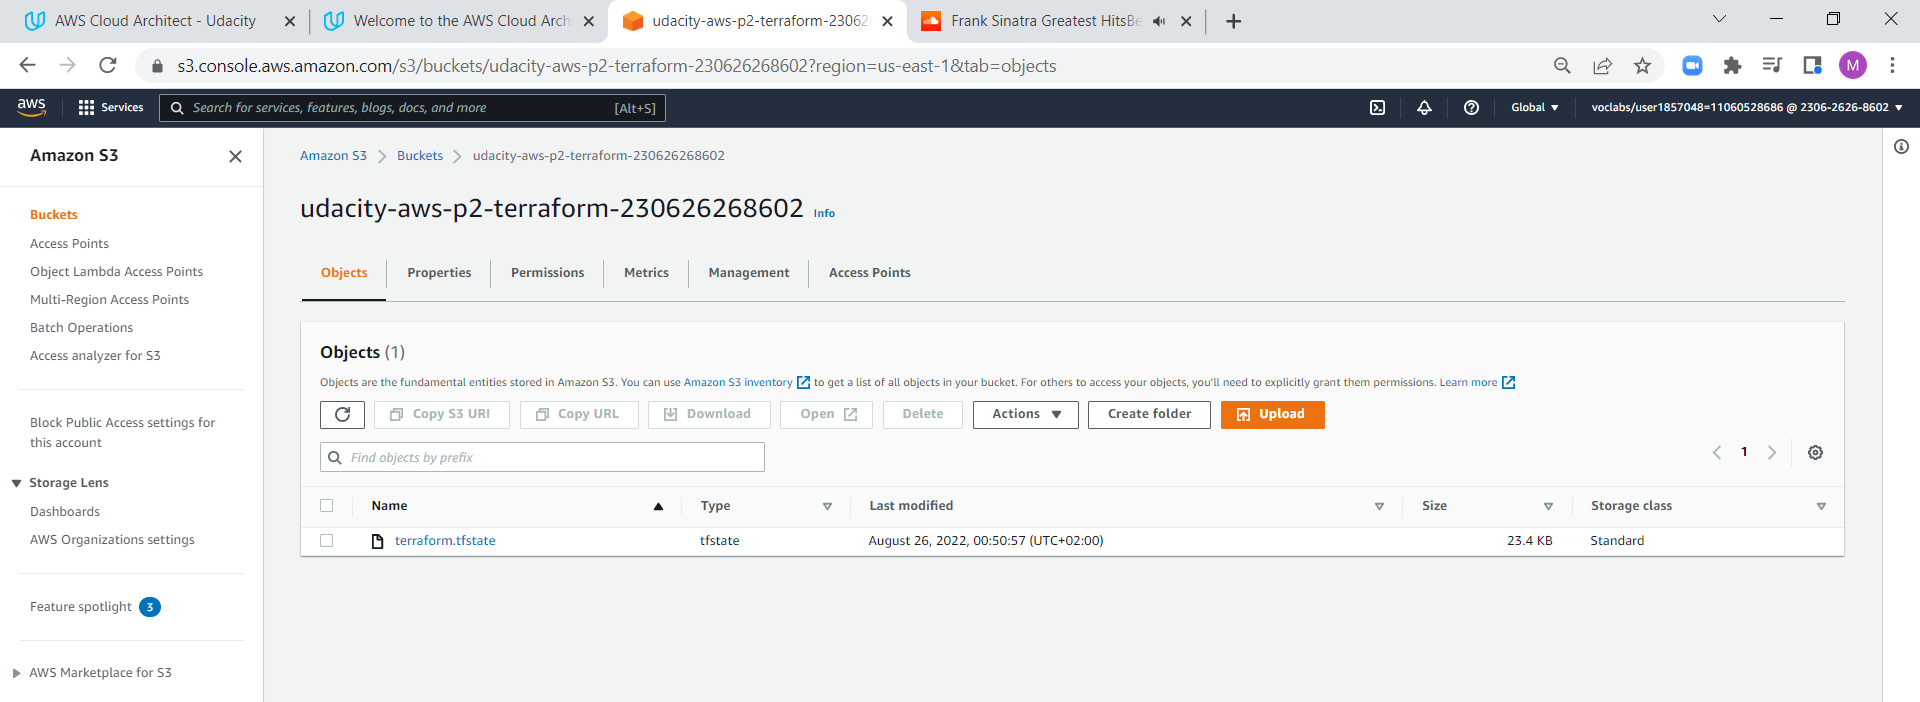 AWS Cloud Architect - Udacity
Welcome to the AWS Cloud Arch
udacity-aws-p2-terraform-23062
Frank Sinatra Greatest HitsBe
s3.console.aws.amazon.com/s3/buckets/udacity-aws-p2-terraform-230626268602?region=us-east-1&tab=objects
M
aws
Services
Search for services, features, blogs, docs, and more
[Alt+S]
Global
voclabs/user1857048=11060528686 @ 2306-2626-8602
Amazon S3
Buckets
Access Points
Object Lambda Access Points
Multi-Region Access Points
Batch Operations
Access analyzer for S3
Block Public Access settings for
this account
Storage Lens
Dashboards
AWS Organizations settings
Feature spotlight 3
AWS Marketplace for S3
Amazon S3 > Buckets > udacity-aws-p2-terraform-230626268602
udacity-aws-p2-terraform-230626268602 Info
Objects Properties Permissions Metrics Management Access Points
Objects (1)
Objects are the fundamental entities stored in Amazon S3. You can use Amazon S3 inventory to get a list of all objects in your bucket. For others to access your objects, you'll need to explicitly grant them permissions. Learn more
Copy S3 URI Copy URL Download Open Delete Actions Create folder Upload
Find objects by prefix
1
Name Type Last modified Size Storage class
terraform.tfstate tfstate August 26, 2022, 00:50:57 (UTC+02:00) 23.4 KB Standard